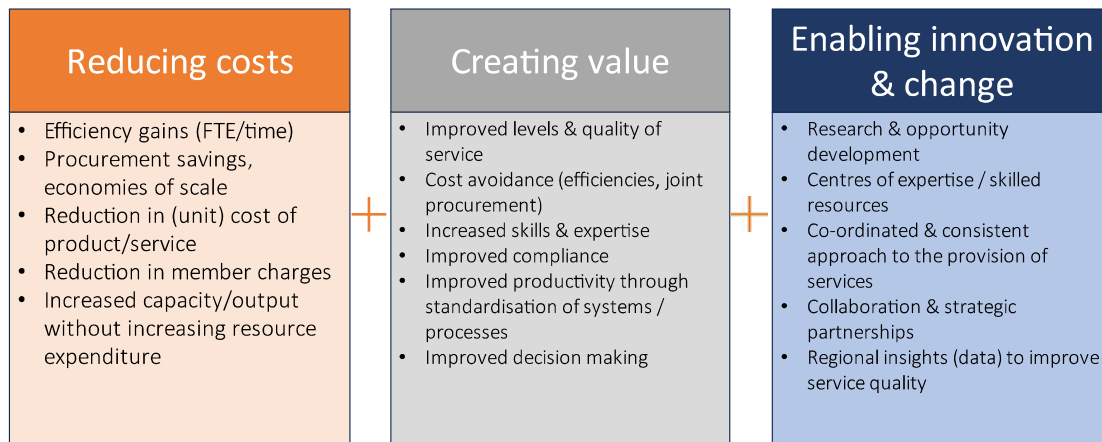 Reducing costs
• Efficiency gains (FTE/time)
• Procurement savings,
economies of scale
• Reduction in (unit) cost of
product/service
• Reduction in member charges
• Increased capacity/output
without increasing resource
expenditure
+
Creating value
• Improved levels & quality of
service
• Cost avoidance (efficiencies, joint
procurement)
• Increased skills & expertise
• Improved compliance
• Improved productivity through
standardisation of systems /
processes
• Improved decision making
+
Enabling innovation
& change
• Research & opportunity
development
• Centres of expertise / skilled
resources
• Co-ordinated & consistent
approach to the provision of
services
• Collaboration & strategic
partnerships
• Regional insights (data) to improve
service quality